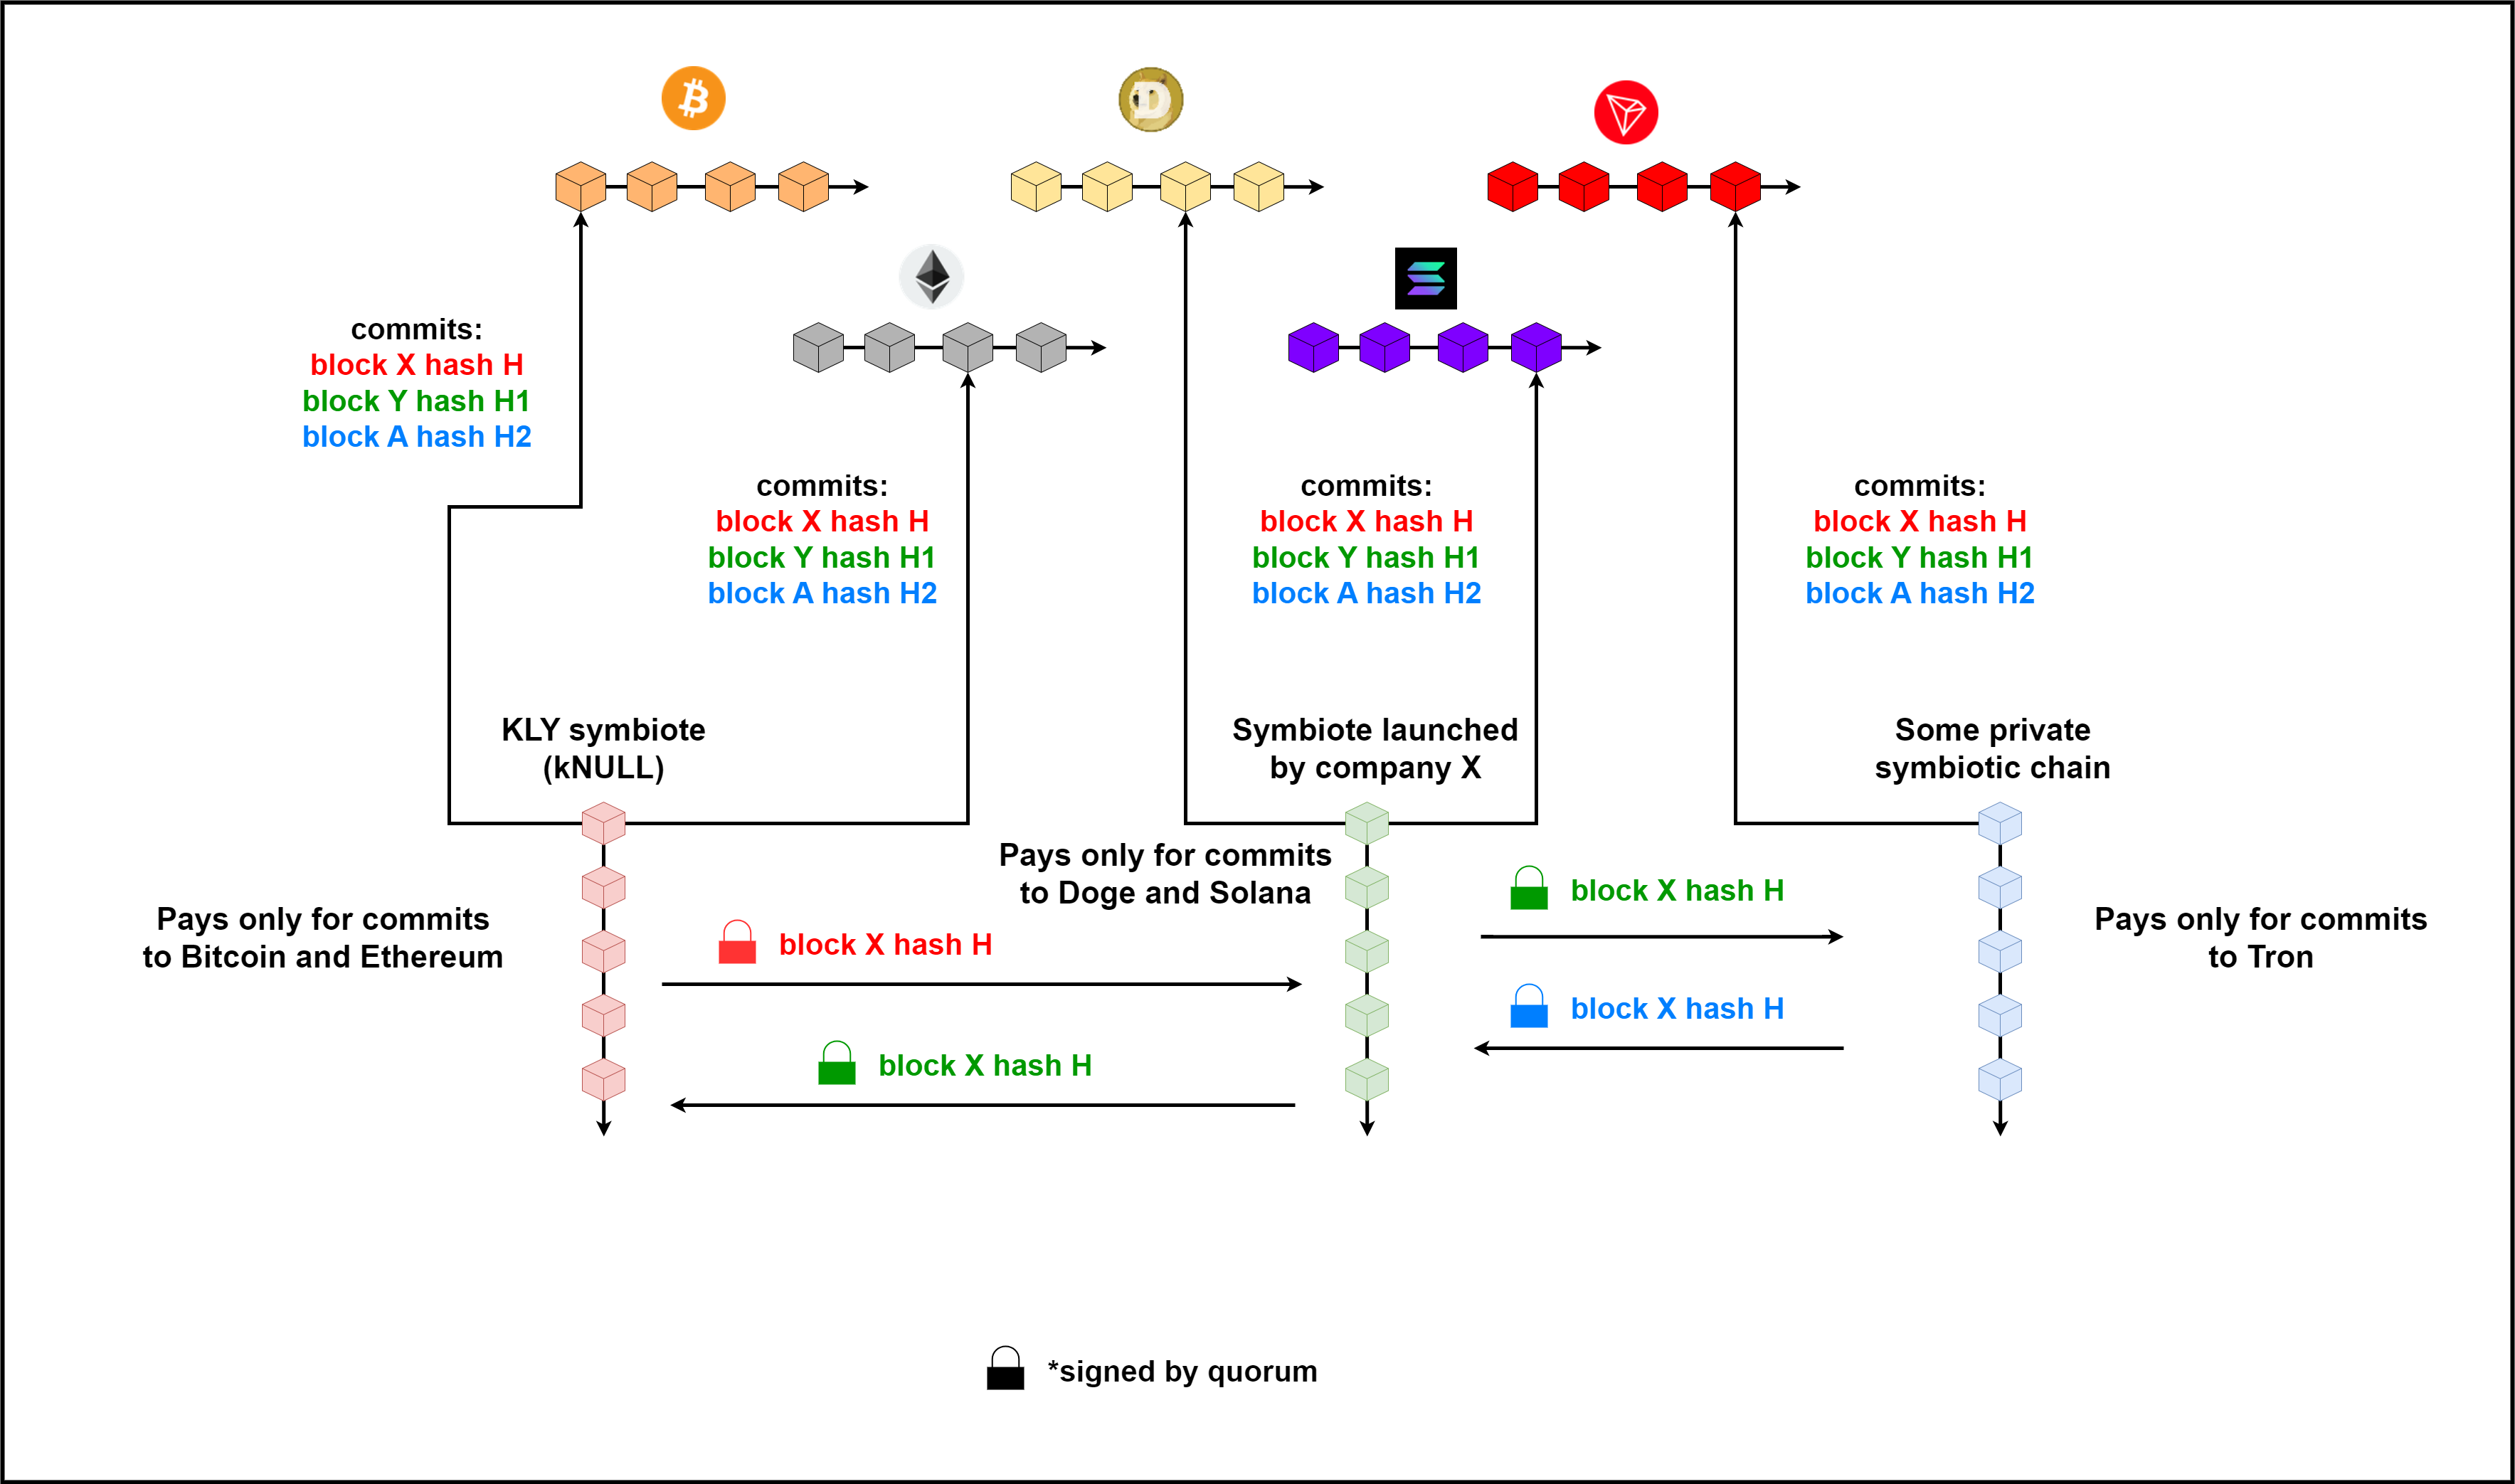 commits:
block X hash H
block Y hash H1
block A hash H2
commits:
block X hash H
block Y hash H1
block A hash H2
commits:
block X hash H
block Y hash H1
block A hash H2
commits:
block X hash H
block Y hash H1
block A hash H2
KLY symbiote
(kNULL)
Symbiote launched
by company X
Some private
symbiotic chain
Pays only for commits
to Bitcoin and Ethereum
Pays only for commits
to Doge and Solana
Pays only for commits
to Tron
block X hash H
block X hash H
block X hash H
block X hash H
*signed by quorum